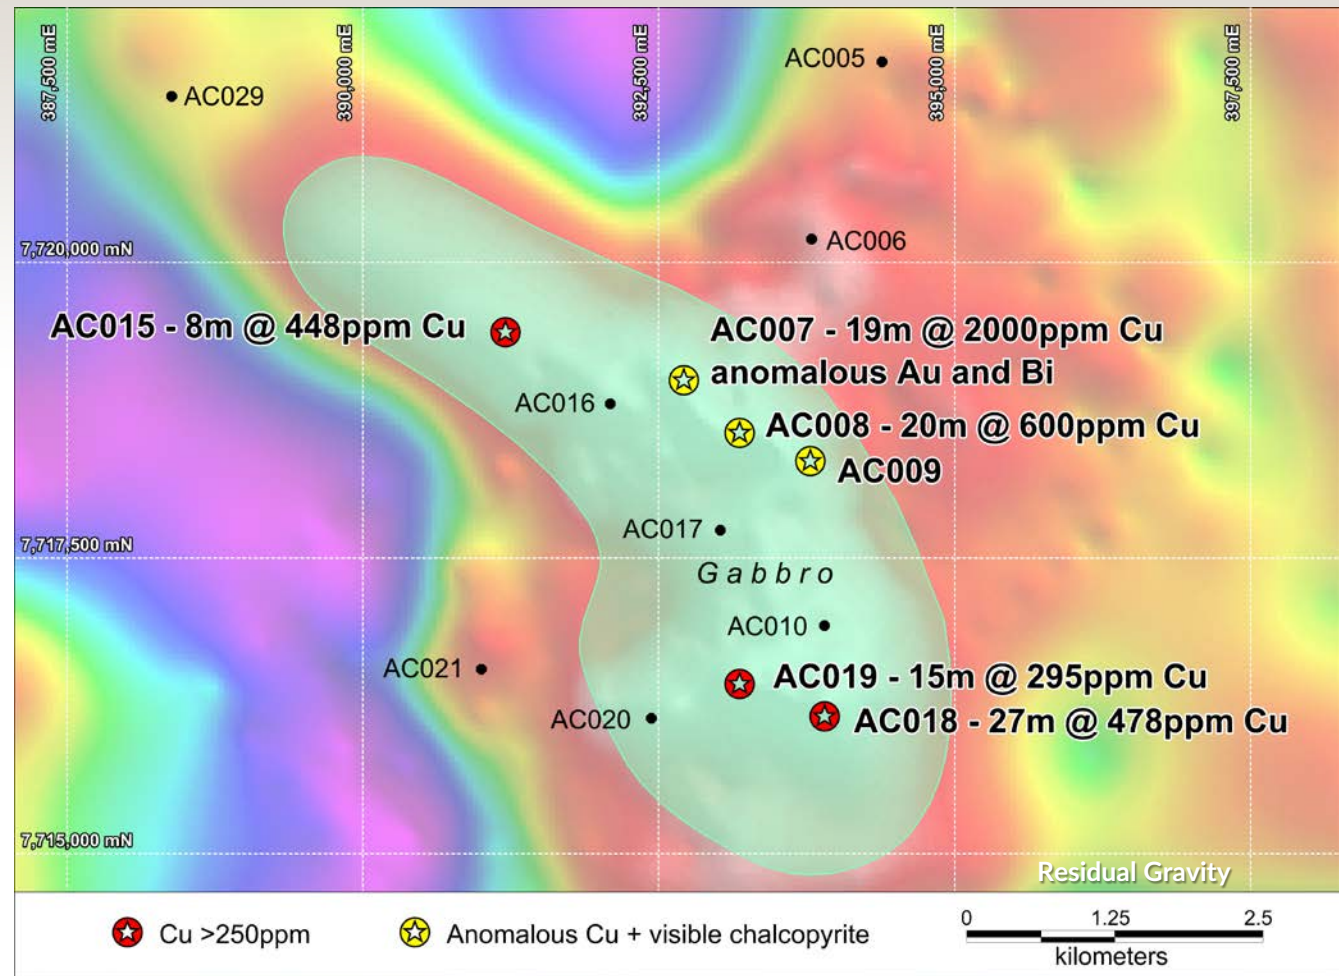 387,500 mE
390,000 mE
392,500 mE
395,000 mE
397,500 mE
AC005
AC029
AC006
7,720,000 mN
AC015 - 8m @ 448ppm Cu
AC007 - 19m @ 2000ppm Cu
anomalous Au and Bi
AC016
AC008 - 20m @ 600ppm Cu
AC009
AC017
7,717,500 mN
Gabbro
AC010
AC021
AC019 - 15m @ 295ppm Cu
AC020
AC018 - 27m @ 478ppm Cu
7,715,000 mN
Residual Gravity
Cu >250ppm
Anomalous Cu + visible chalcopyrite
0 1.25 2.5
kilometers